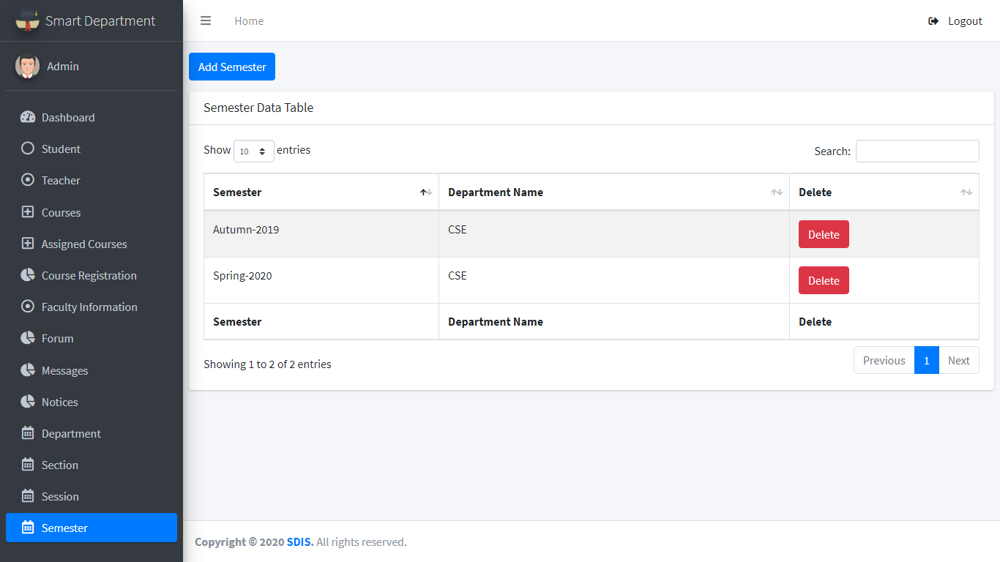 Smart Department
Home
Logout
Admin
Dashboard
Student
Teacher
Courses
Assigned Courses
Course Registration
Faculty Information
Forum
Messages
Notices
Department
Section
Session
Semester
Add Semester
Semester Data Table
Show 10 entries
Search:
Semester Department Name Delete
Autumn-2019 CSE Delete
Spring-2020 CSE Delete
Semester Department Name Delete
Showing 1 to 2 of 2 entries
Previous 1 Next
Copyright © 2020 SDIS. All rights reserved.